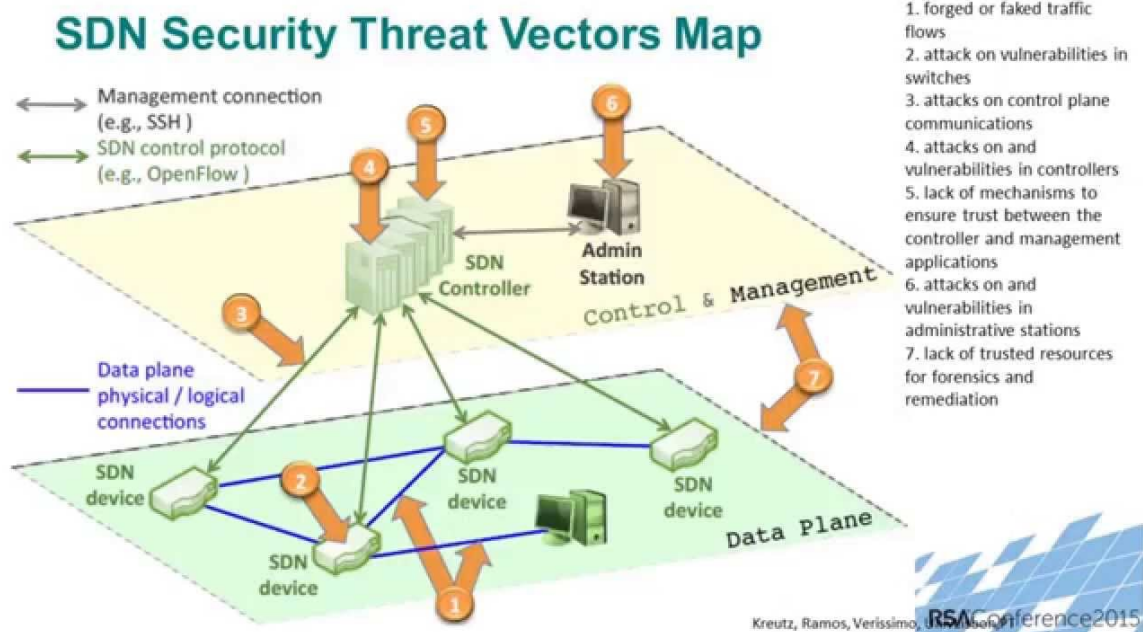 SDN Security Threat Vectors Map
Management connection
(e.g., SSH )
SDN control protocol
(e.g., OpenFlow )
5
6
4
SDN
Controller
Admin
Station
Control & Management
3
Data plane
physical / logical
connections
7
SDN
device
2
SDN
device
SDN
device
SDN
device
Data Plane
1
1. forged or faked traffic
flows
2. attack on vulnerabilities in
switches
3. attacks on control plane
communications
4. attacks on and
vulnerabilities in controllers
5. lack of mechanisms to
ensure trust between the
controller and management
applications
6. attacks on and
vulnerabilities in
administrative stations
7. lack of trusted resources
for forensics and
remediation
Kreutz, Ramos, Verissimo,
RSAConference2015